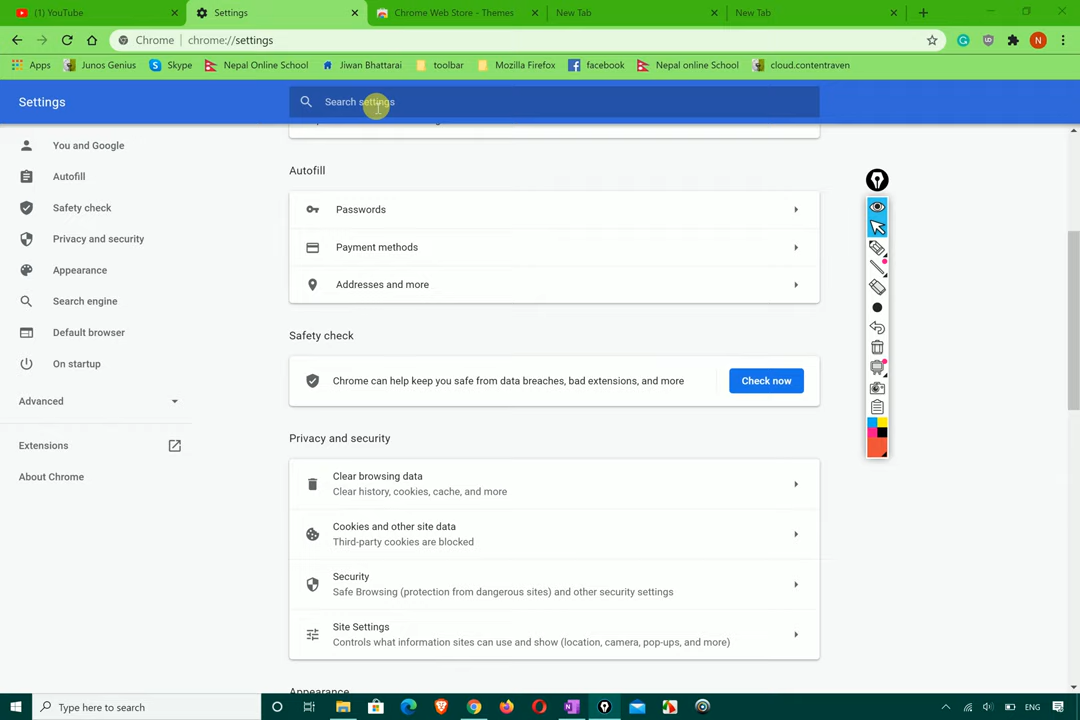 (1) YouTube
Settings
Chrome Web Store - Themes
New Tab
New Tab
Chrome
chrome://settings
N
Apps
Junos Genius
Skype
Nepal Online School
Jiwan Bhattarai
toolbar
Mozilla Firefox
facebook
Nepal online School
cloud.contentraven
Settings
Search settings
You and Google
Autofill
Safety check
Privacy and security
Appearance
Search engine
Default browser
On startup
Advanced
Extensions
About Chrome
Autofill
Passwords
Payment methods
Addresses and more
Safety check
Chrome can help keep you safe from data breaches, bad extensions, and more
Check now
Privacy and security
Clear browsing data
Clear history, cookies, cache, and more
Cookies and other site data
Third-party cookies are blocked
Security
Safe Browsing (protection from dangerous sites) and other security settings
Site Settings
Controls what information sites can use and show (location, camera, pop-ups, and more)
Appearance
Type here to search
ENG